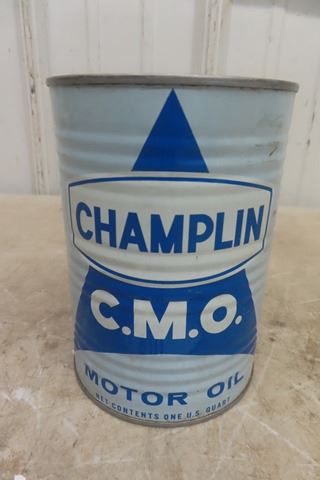 CHAMPLIN
C.M.O.
MOTOR OIL
NET CONTENTS ONE U.S. QUART